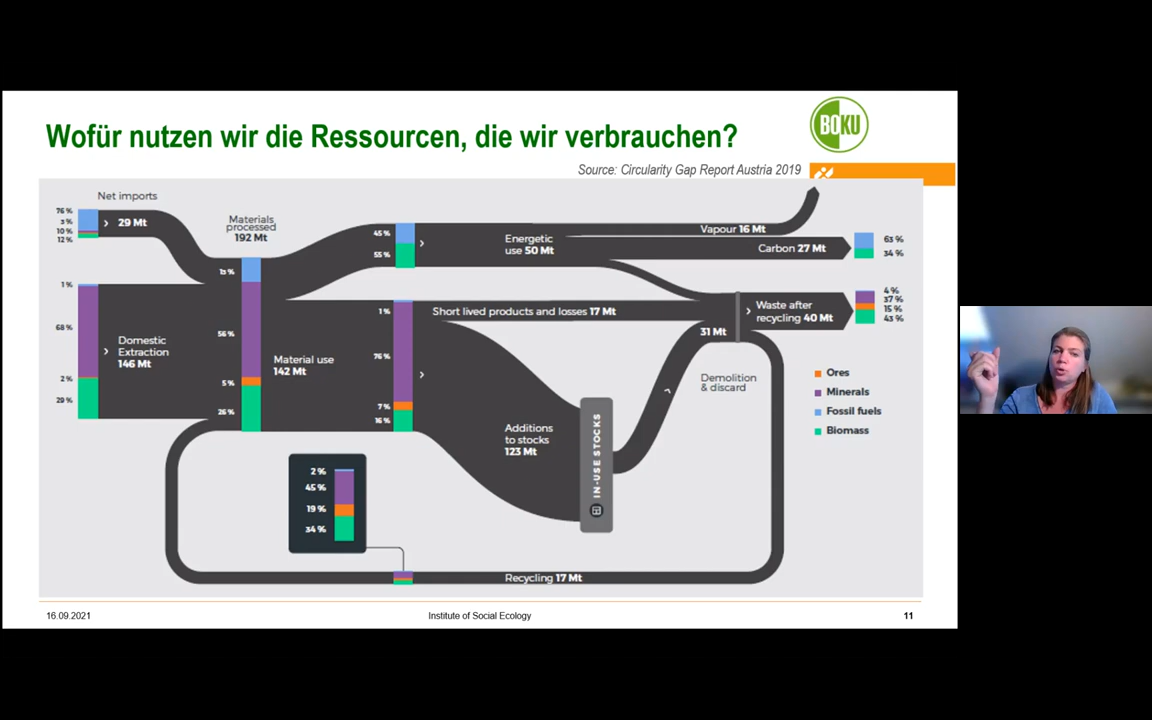 Wofür nutzen wir die Ressourcen, die wir verbrauchen?
BOKU
Source: Circularity Gap Report Austria 2019
Net imports
76 %
3 %
10 %
12 %
29 Mt
Materials
processed
192 Mt
13 %
56 %
5 %
26 %
1 %
68 %
2 %
29 %
Domestic
Extraction
146 Mt
45 %
55 %
Energetic
use 50 Mt
Vapour 16 Mt
Carbon 27 Mt
63 %
34 %
Material use
142 Mt
1 %
76 %
7 %
16 %
Short lived products and losses 17 Mt
31 Mt
Waste after
recycling 40 Mt
4 %
37 %
15 %
43 %
Demolition
& discard
Additions
to stocks
123 Mt
IN-USE STOCKS
Ores
Minerals
Fossil fuels
Biomass
2 %
45 %
19 %
34 %
Recycling 17 Mt
16.09.2021
Institute of Social Ecology
11